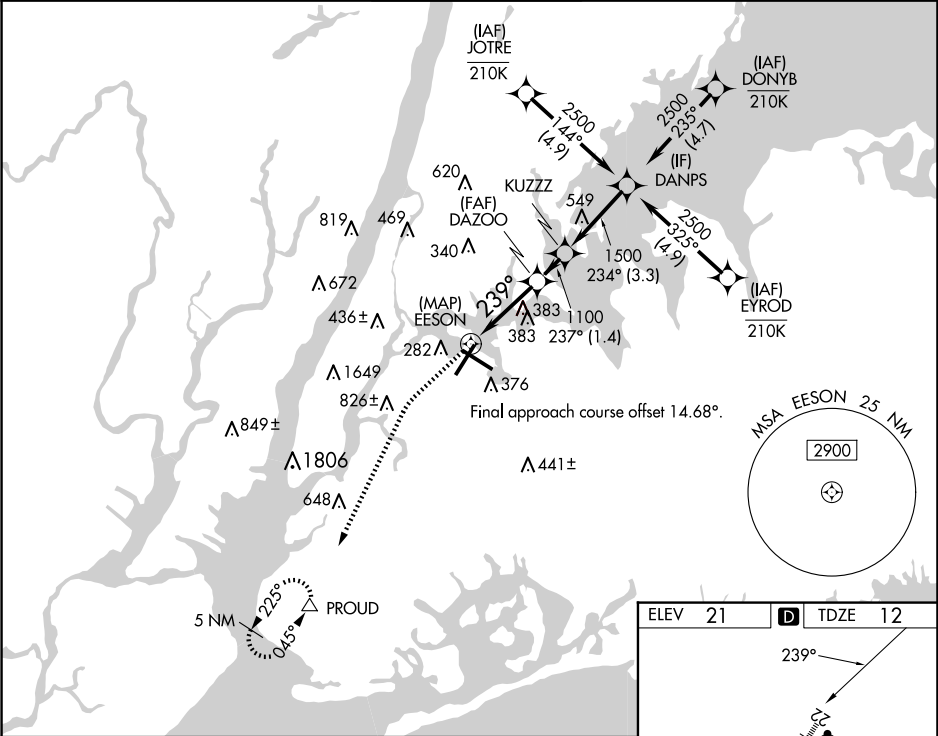 (IAF)
JOTRE
210K
(IAF)
DONYB
210K
2500
144°
(4.9)
2500
235°
(4.7)
(IF)
DANPS
620
KUZZZ
(FAF)
DAZOO
549
819
469
340
2500
325°
(4.9)
1500
234° (3.3)
672
239°
(IAF)
EYROD
210K
(MAP)
EESON
436±
383
383
1100
237° (1.4)
282
1649
376
826±
Final approach course offset 14.68°.
849±
MSA EESON 25 NM
2900
1806
441±
648
225°
5 NM
045°
PROUD
ELEV 21
D
TDZE 12
239°
22